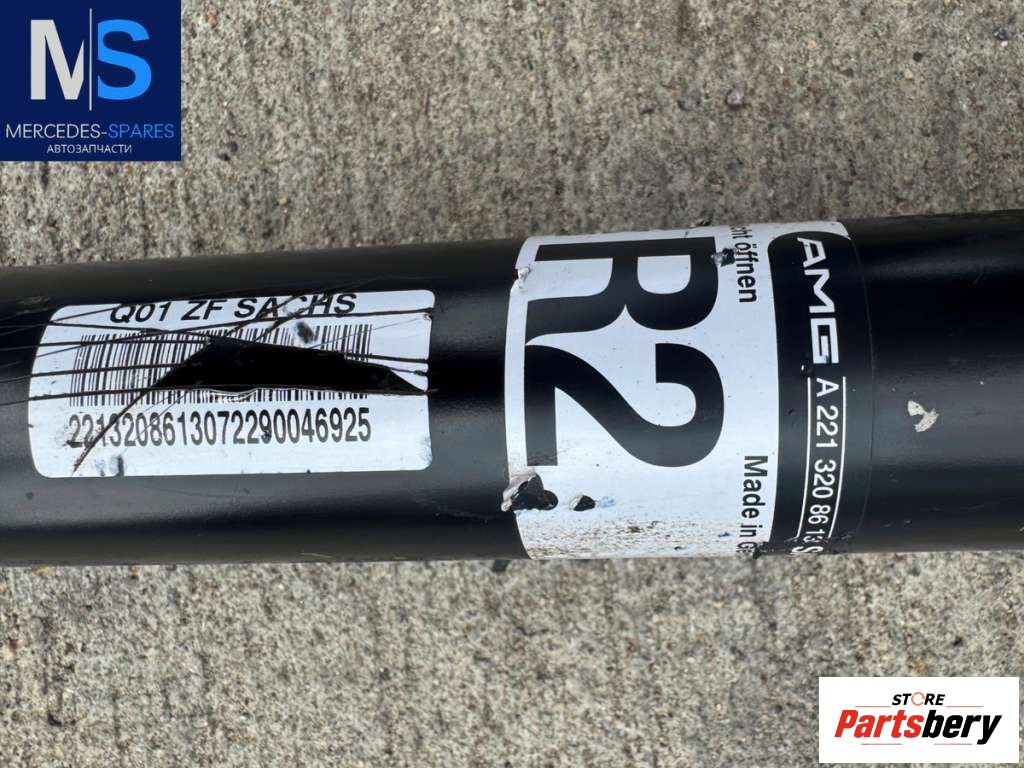 MS
MERCEDES-SPARES
АВТОЗАПЧАСТИ
Q01 ZF SACHS
2213208613072290046925
R2
öffnen
Made in
AMG
A 221 320 86 13
STORE
Partsbery